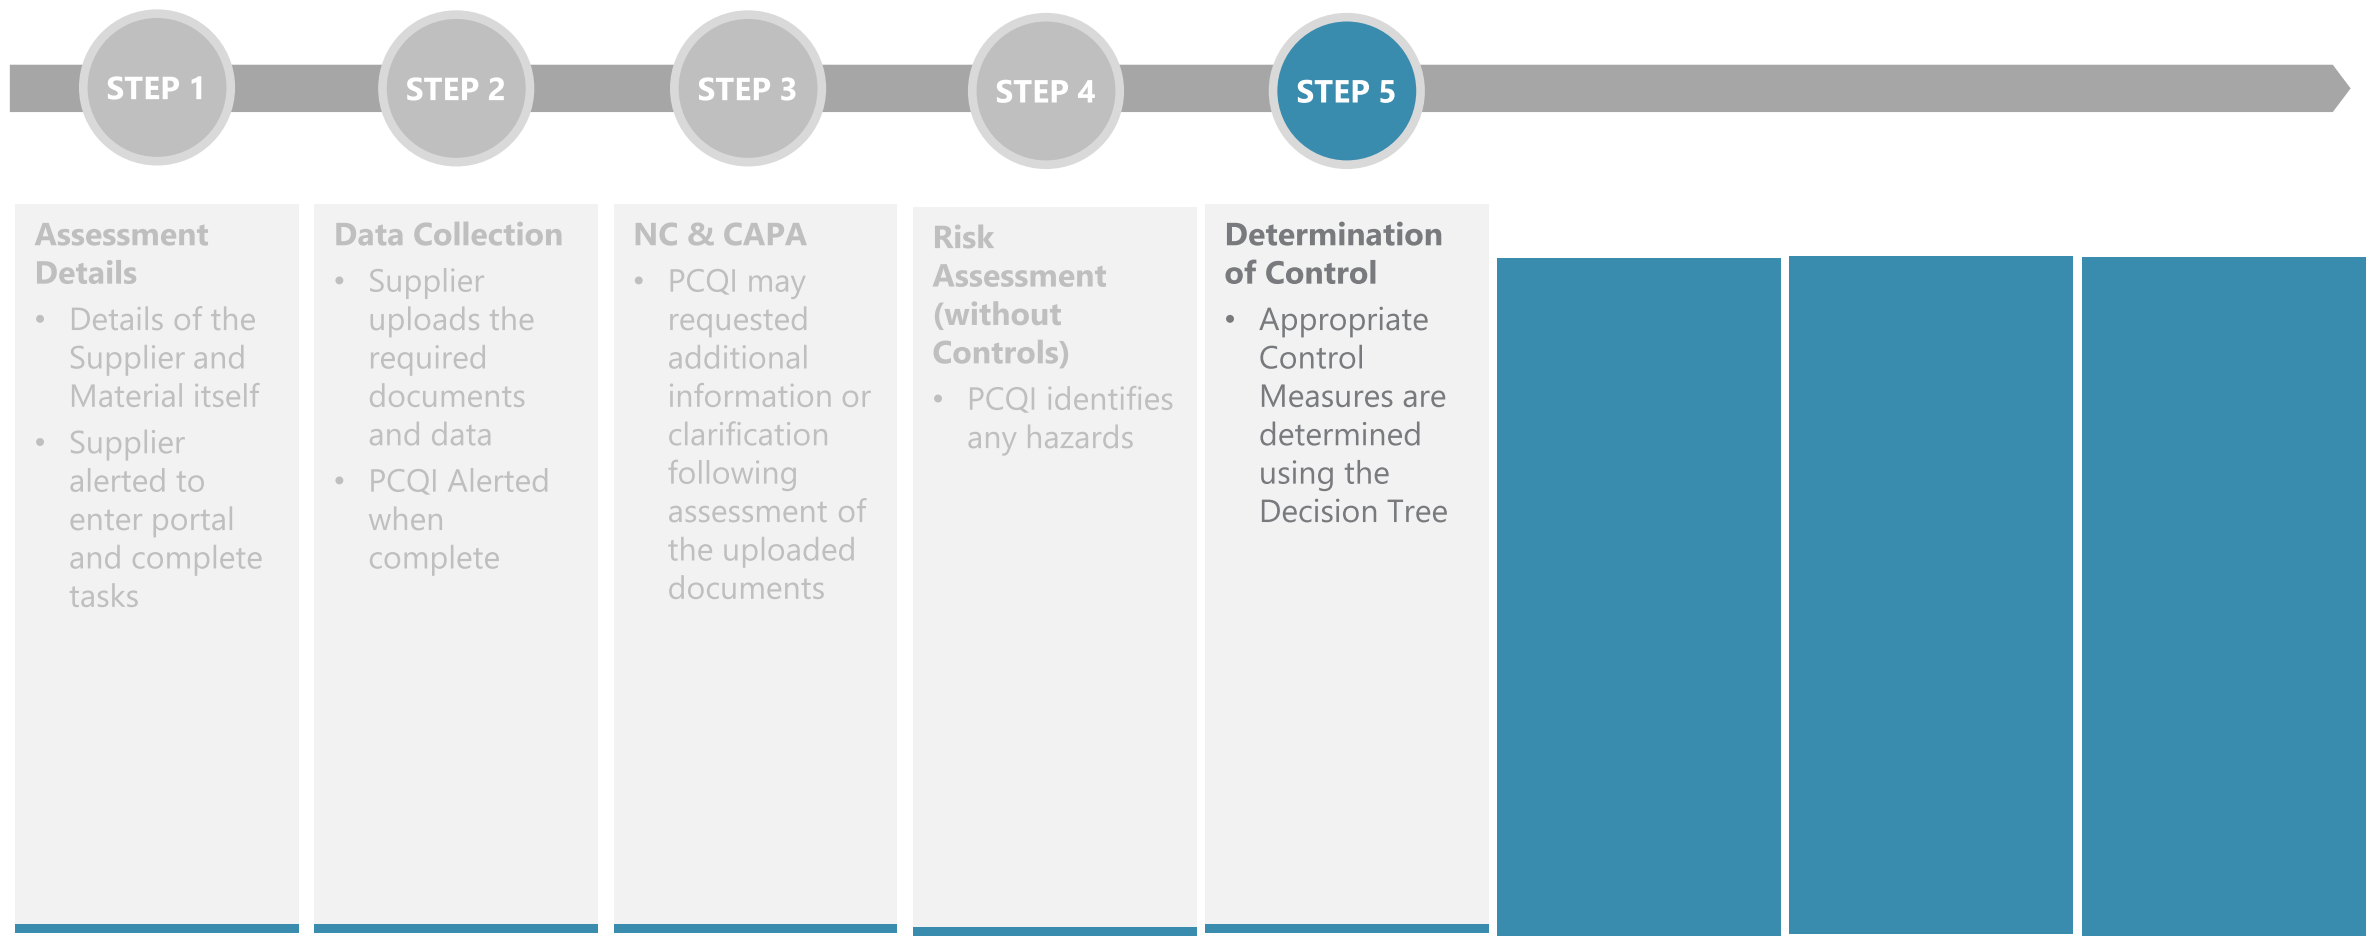 STEP 1
STEP 2
STEP 3
STEP 4
STEP 5
Assessment
Details
• Details of the
Supplier and
Material itself
• Supplier
alerted to
enter portal
and complete
tasks
Data Collection
• Supplier
uploads the
required
documents
and data
• PCQI Alerted
when
complete
NC & CAPA
• PCQI may
requested
additional
information or
clarification
following
assessment of
the uploaded
documents
Risk
Assessment
(without
Controls)
• PCQI identifies
any hazards
Determination
of Control
• Appropriate
Control
Measures are
determined
using the
Decision Tree